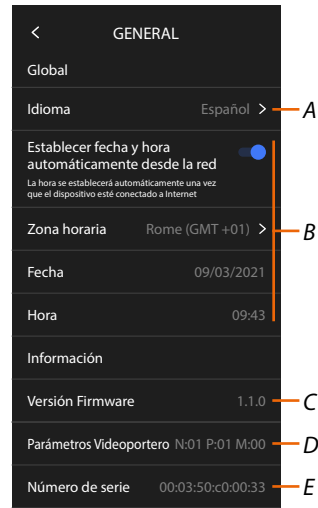 GENERAL
Global
Idioma Español A
Establecer fecha y hora
automáticamente desde la red
La hora se establecerá automáticamente una vez
que el dispositivo esté conectado a Internet
Zona horaria Rome (GMT +01) B
Fecha 09/03/2021
Hora 09:43
Información
Versión Firmware 1.1.0 C
Parámetros Videoportero N:01 P:01 M:00 D
Número de serie 00:03:50:c0:00:33 E